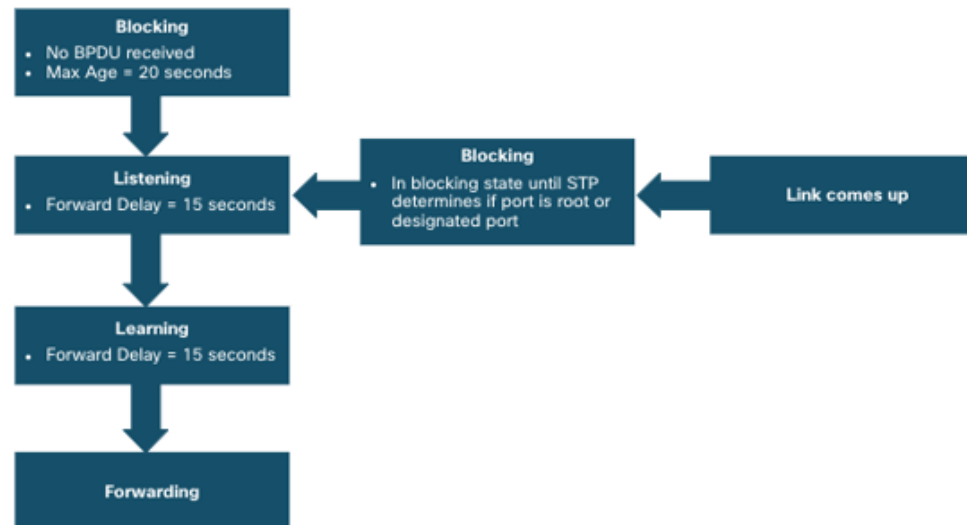 Blocking
• No BPDU received
• Max Age = 20 seconds
Listening
• Forward Delay = 15 seconds
Blocking
• In blocking state until STP
determines if port is root or
designated port
Link comes up
Learning
• Forward Delay = 15 seconds
Forwarding